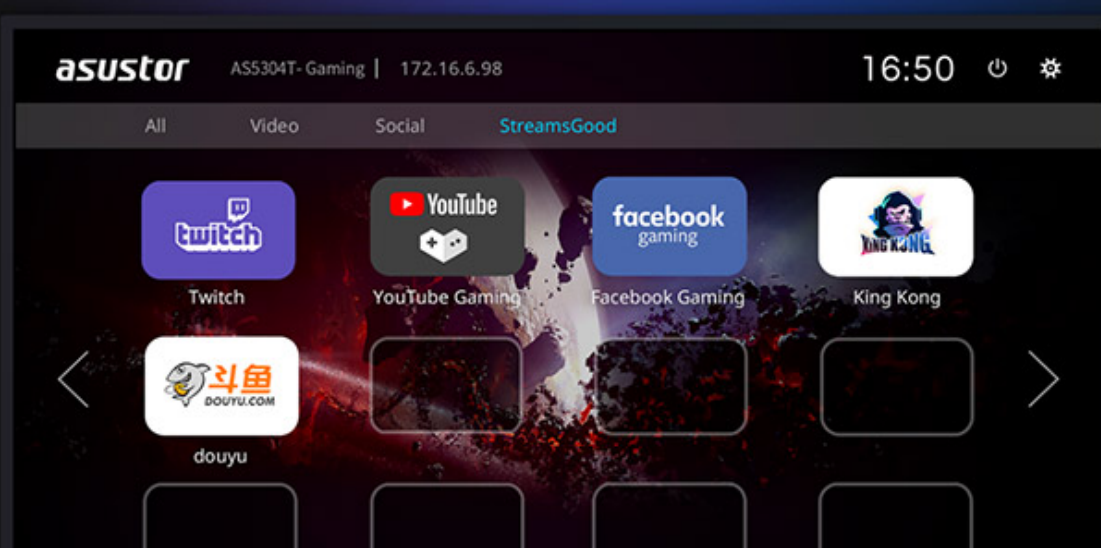 asustor AS5304T- Gaming | 172.16.6.98 16:50
All Video Social StreamsGood
twitch
YouTube
facebook
gaming
KING KONG
Twitch YouTube Gaming Facebook Gaming King Kong
斗鱼
DOUYU.COM
douyu